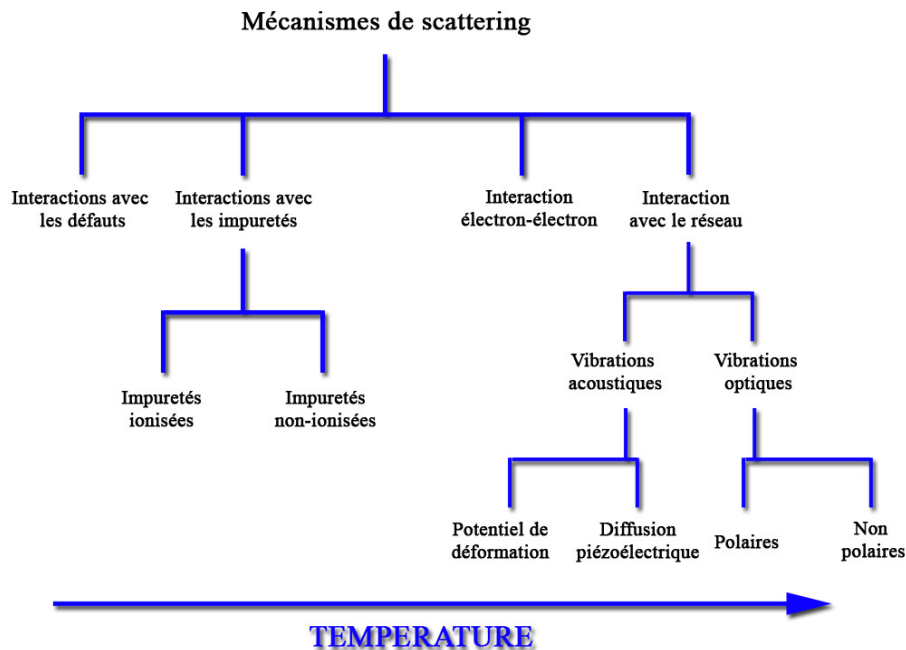 Mécanismes de scattering
Interactions avec
les défauts
Interactions avec
les impuretés
Interaction
électron-électron
Interaction
avec le réseau
Vibrations
acoustiques
Vibrations
optiques
Impuretés
ionisées
Impuretés
non-ionisées
Potentiel de
déformation
Diffusion
piézoélectrique
Polaires
Non
polaires
TEMPERATURE